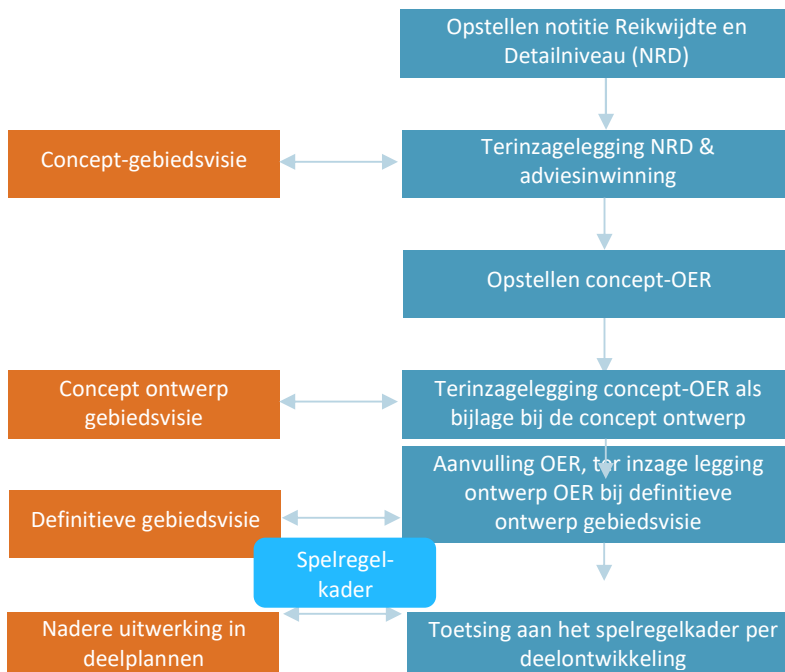 Opstellen notitie Reikwijdte en
Detailniveau (NRD)
Concept-gebiedsvisie
Terinzagelegging NRD &
adviesinwinning
Opstellen concept-OER
Concept ontwerp
gebiedsvisie
Terinzagelegging concept-OER als
bijlage bij de concept ontwerp
Aanvulling OER, ter inzage legging
ontwerp OER bij definitieve
ontwerp gebiedsvisie
Definitieve gebiedsvisie
Spelregel-
kader
Nadere uitwerking in
deelplannen
Toetsing aan het spelregelkader per
deelontwikkeling